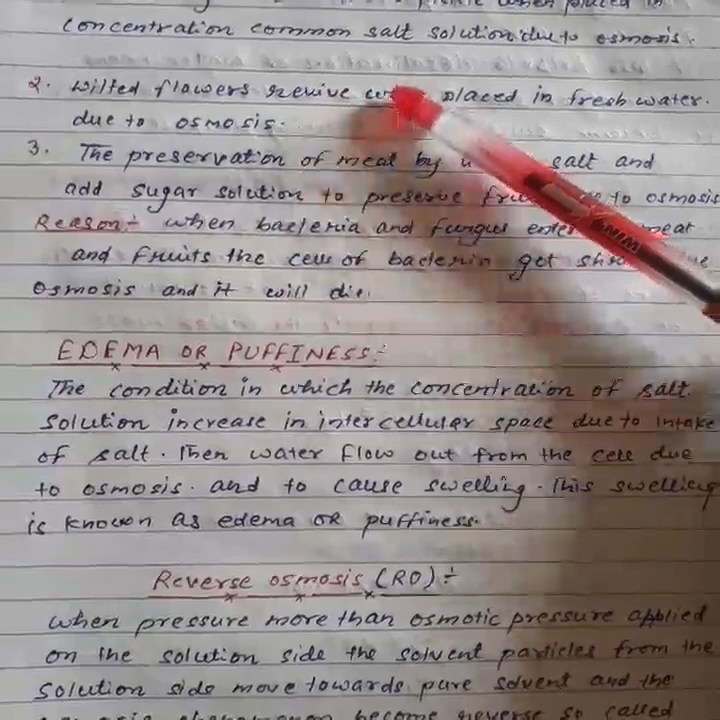 concentration common salt solution due to osmosis.
2. wilted flowers revive placed in fresh water.
due to osmosis.
3. The preservation of meat by salt and
add sugar solution to preserve to osmosis
Reason:- when bacteria and fungus enter meat
and fruits the cell of bacteria get
osmosis and it will die.
EDEMA OR PUFFINESS:-
The condition in which the concentration of salt.
solution increase in intercellular space due to intake
of salt. Then water flow out from the cell due
to osmosis. and to cause swelling. This swelling
is known as edema OR puffiness.
Reverse osmosis (RO):-
when pressure more than osmotic pressure applied
on the solution side the solvent particles from the
solution side move towards pure solvent and the
become reverse so called